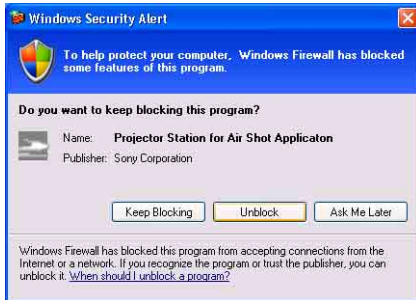 Windows Security Alert
To help protect your computer, Windows Firewall has blocked
some features of this program.
Do you want to keep blocking this program?
Name: Projector Station for Air Shot Applicaton
Publisher: Sony Corporation
Keep Blocking Unblock Ask Me Later
Windows Firewall has blocked this program from accepting connections from the
Internet or a network. If you recognize the program or trust the publisher, you can
unblock it. When should I unblock a program?